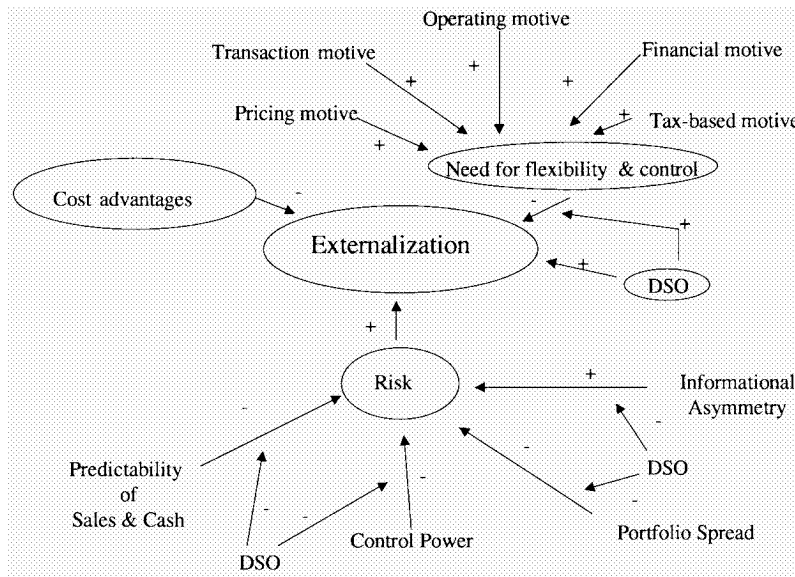 Operating motive
Transaction motive
Financial motive
+
+
+
Pricing motive
+
Tax-based motive
+
Need for flexibility & control
Cost advantages
-
-
Externalization
+
+
DSO
+
Risk
+
Informational
Asymmetry
-
-
Predictability
of
Sales & Cash
-
-
DSO
-
-
-
-
Control Power
Portfolio Spread
DSO